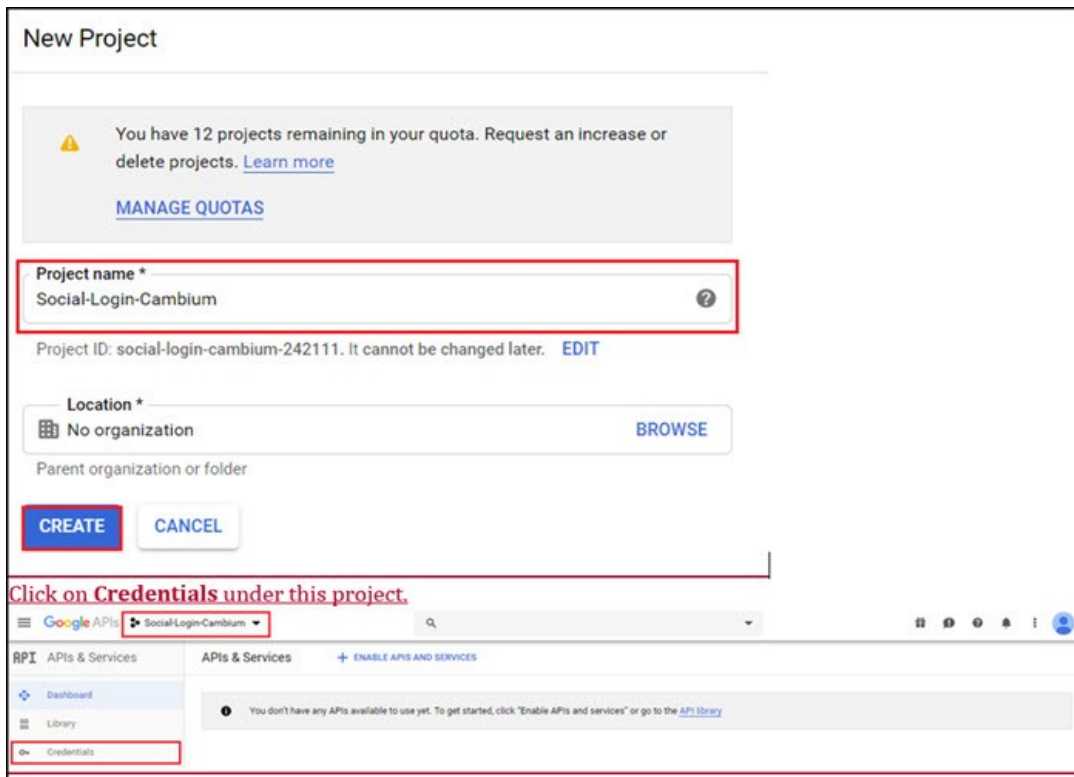 New Project
You have 12 projects remaining in your quota. Request an increase or
delete projects. Learn more
MANAGE QUOTAS
Project name *
Social-Login-Cambium
Project ID: social-login-cambium-242111. It cannot be changed later. EDIT
Location *
No organization BROWSE
Parent organization or folder
CREATE CANCEL
Click on Credentials under this project.
Google APIs Social-Login-Cambium
API APIs & Services APIs & Services + ENABLE APIS AND SERVICES
Dashboard
You don't have any APIs available to use yet. To get started, click "Enable APIs and services" or go to the API library
Library
Credentials